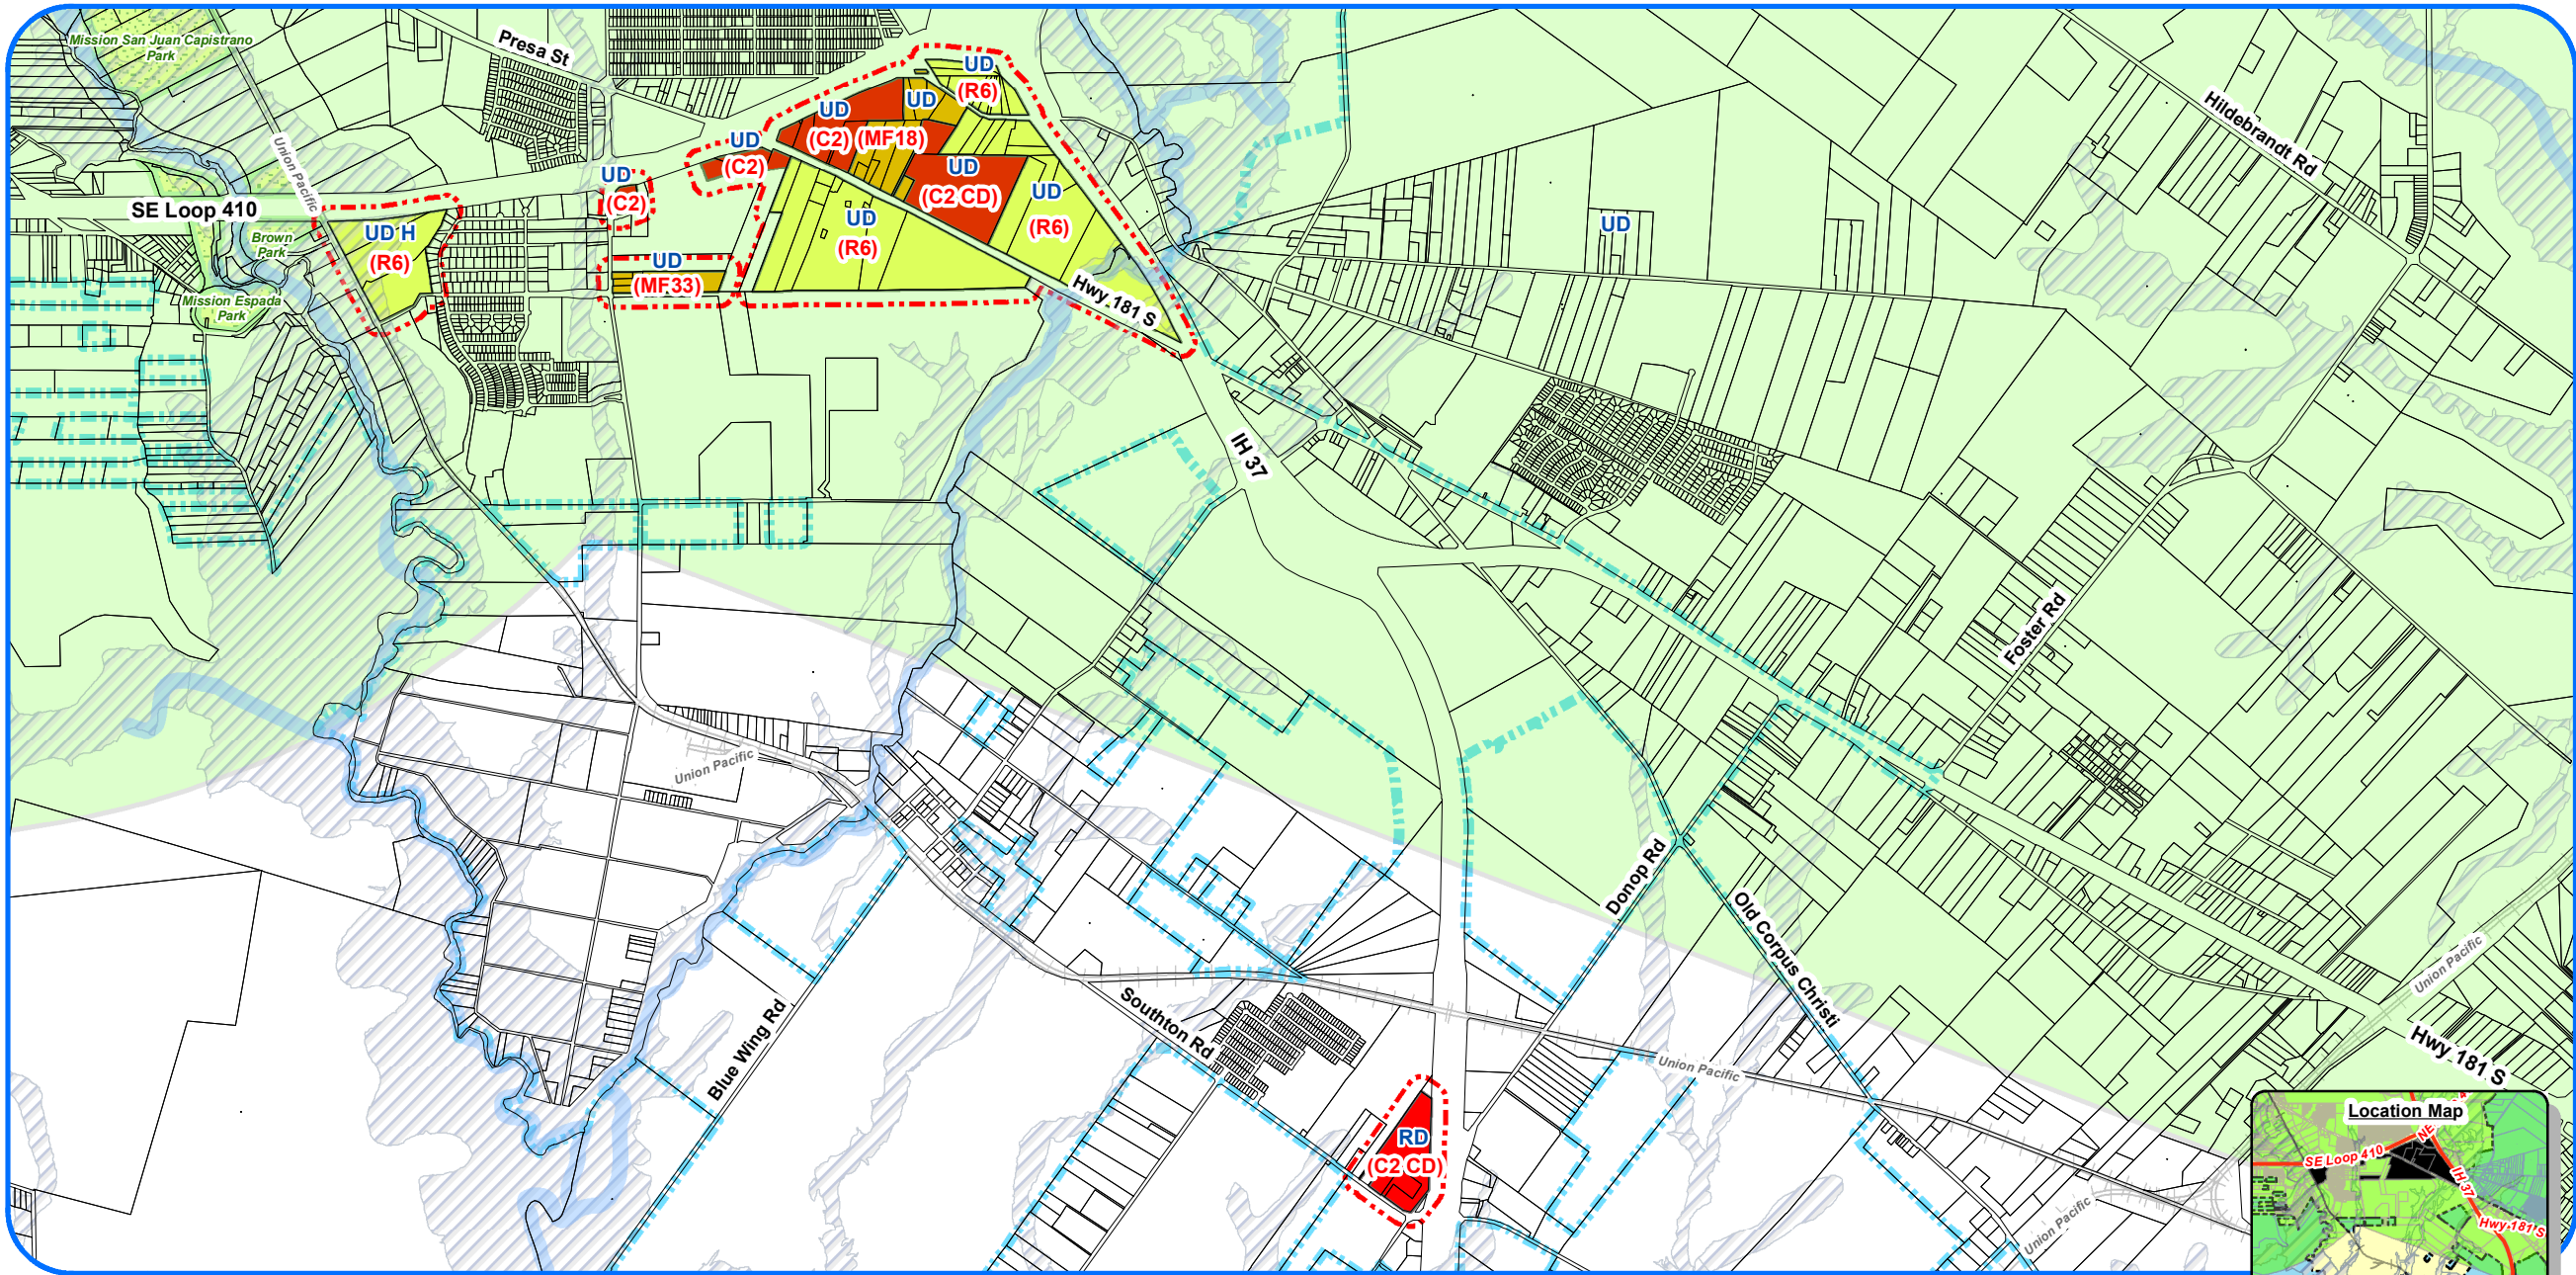 Mission San Juan Capistrano
Park
Presa St
Union Pacific
SE Loop 410
Brown
Park
Mission Espada
Park
UD H
(R6)
UD
(C2)
UD
(MF33)
UD
(C2)
UD
(C2)
UD
(MF18)
UD
(R6)
UD
(C2 CD)
UD
(R6)
UD
(R6)
Hwy 181 S
UD
Hildebrandt Rd
IH 37
Foster Rd
Union Pacific
Donop Rd
Old Corpus Christi
Blue Wing Rd
Southton Rd
Union Pacific
Union Pacific
Hwy 181 S
RD
(C2 CD)
Union Pacific
Location Map
SE Loop 410
NE
IH 37
Hwy 181 S